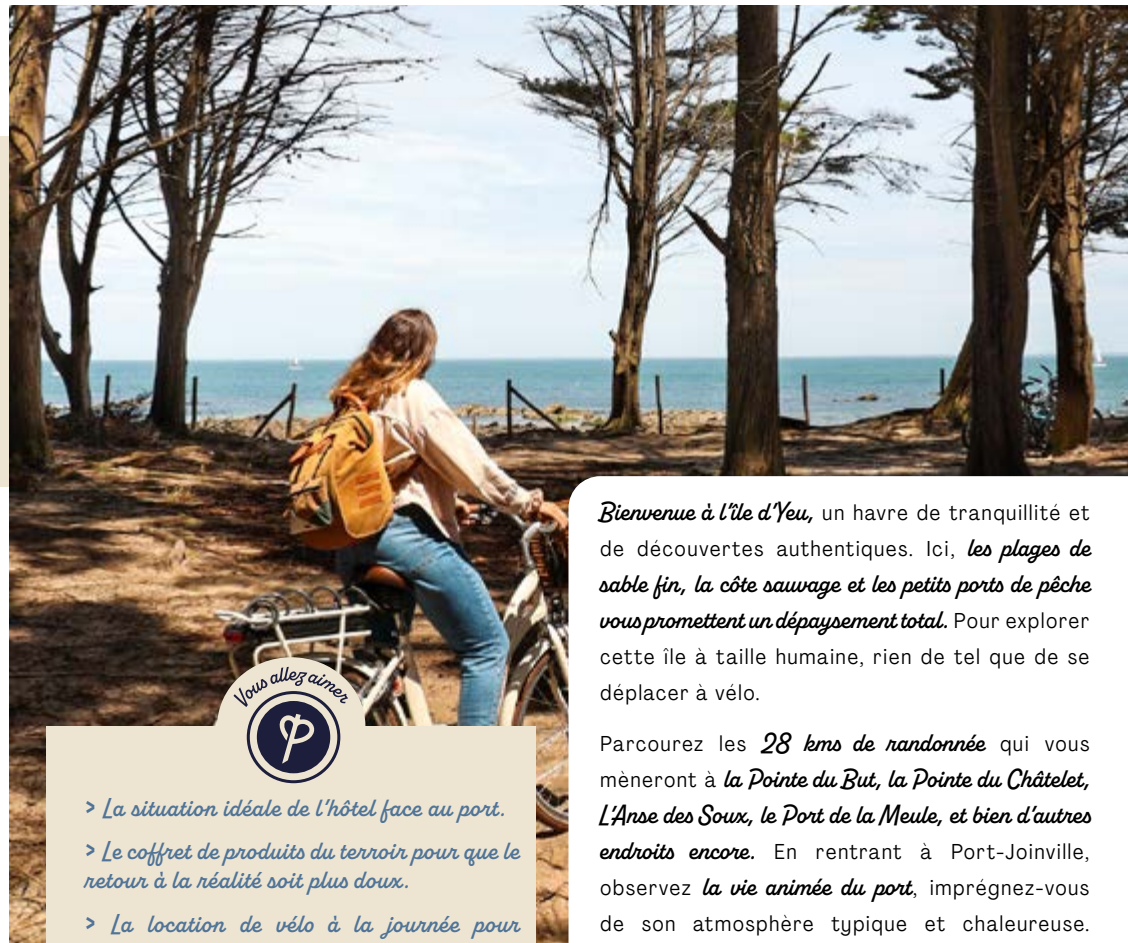 Bienvenue à l'île d'Yeu, un havre de tranquillité et
de découvertes authentiques. Ici, les plages de
sable fin, la côte sauvage et les petits ports de pêche
vous promettent un dépaysement total. Pour explorer
cette île à taille humaine, rien de tel que de se
déplacer à vélo.
Parcourez les 28 kms de randonnée qui vous
mèneront à la Pointe du But, la Pointe du Châtelet,
L'Anse des Soux, le Port de la Meule, et bien d'autres
endroits encore. En rentrant à Port-Joinville,
observez la vie animée du port, imprégnez-vous
de son atmosphère typique et chaleureuse.
Vous allez aimer
> La situation idéale de l'hôtel face au port.
> Le coffret de produits du terroir pour que le
retour à la réalité soit plus doux.
> La location de vélo à la journée pour